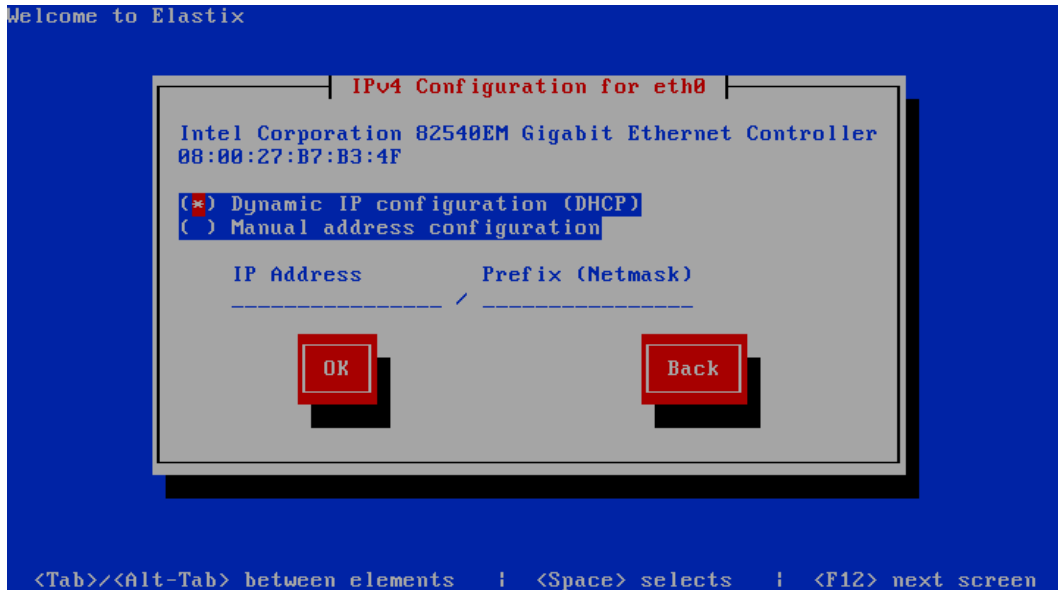 Welcome to Elastix
IPv4 Configuration for eth0
Intel Corporation 82540EM Gigabit Ethernet Controller
08:00:27:B7:B3:4F
(*) Dynamic IP configuration (DHCP)
( ) Manual address configuration
IP Address Prefix (Netmask)
________________ / ________________
OK Back
<Tab>/<Alt-Tab> between elements | <Space> selects | <F12> next screen